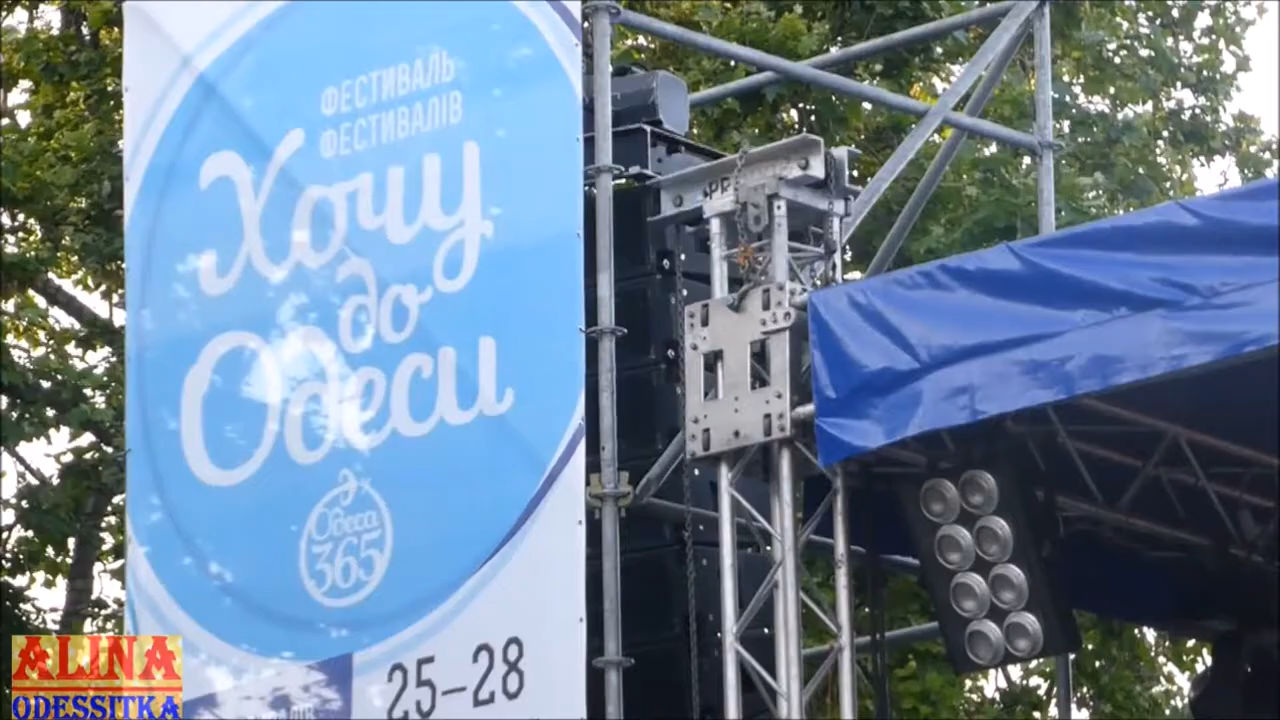 ФЕСТИВАЛЬ
ФЕСТИВАЛІВ
Хочу
до
Одеси
Одеса
365
25-28
ALINA
ODESSITKA